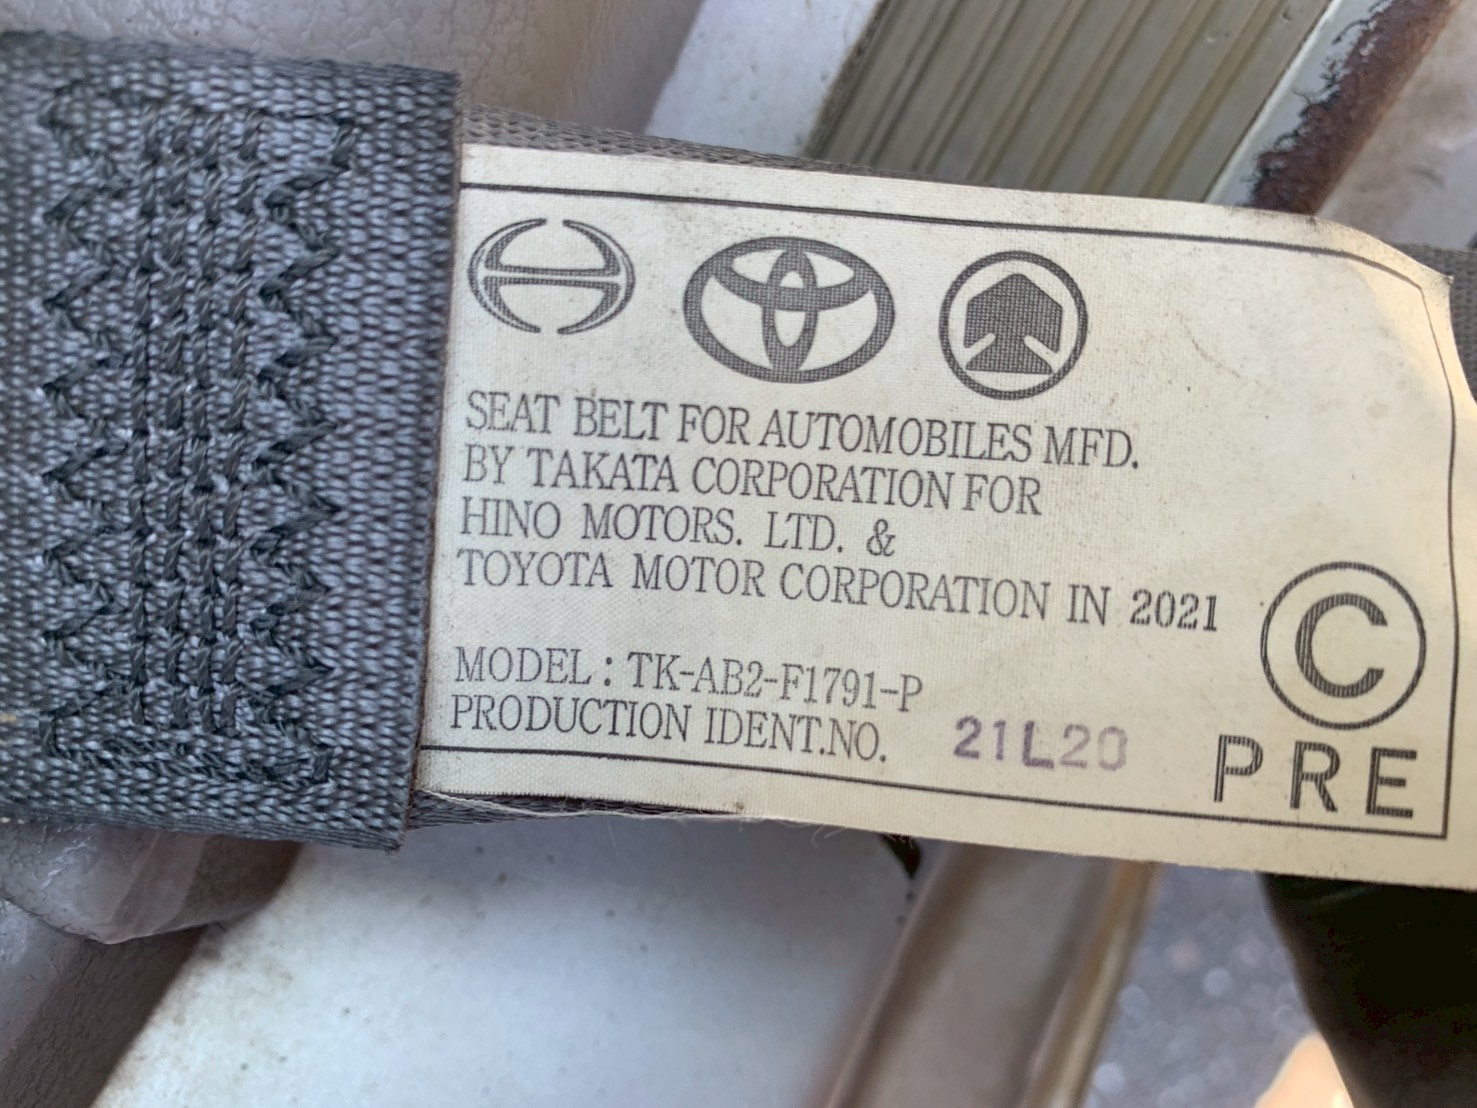 SEAT BELT FOR AUTOMOBILES MFD.
BY TAKATA CORPORATION FOR
HINO MOTORS. LTD. &
TOYOTA MOTOR CORPORATION IN 2021
MODEL : TK-AB2-F1791-P
PRODUCTION IDENT.NO. 21L20
C
PRE